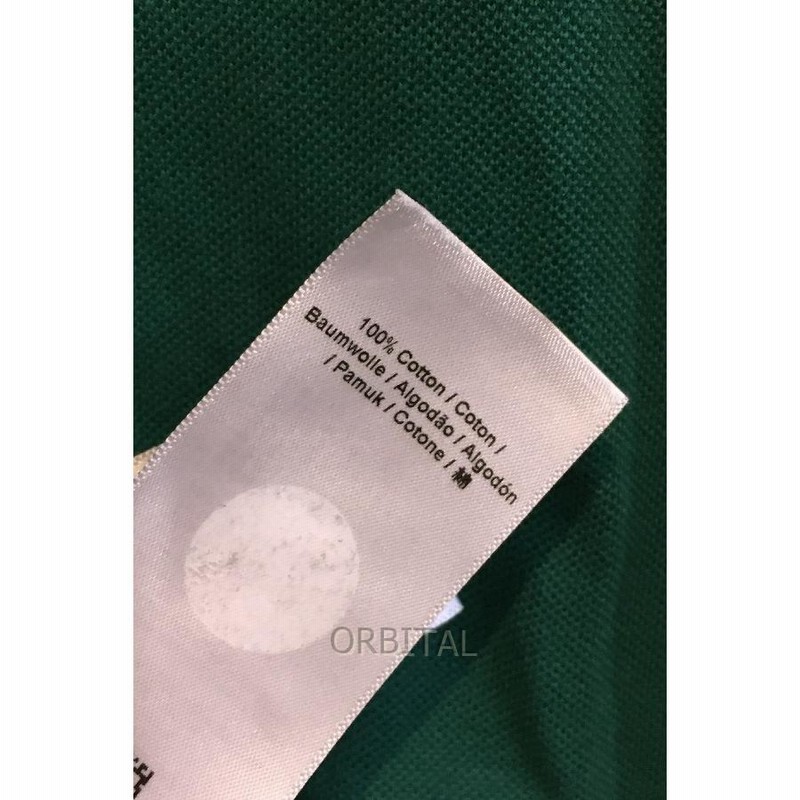 100% Cotton / Coton /
Baumwolle / Algodão / Algodón
/ Pamuk / Cotone / 綿
ORBITAL